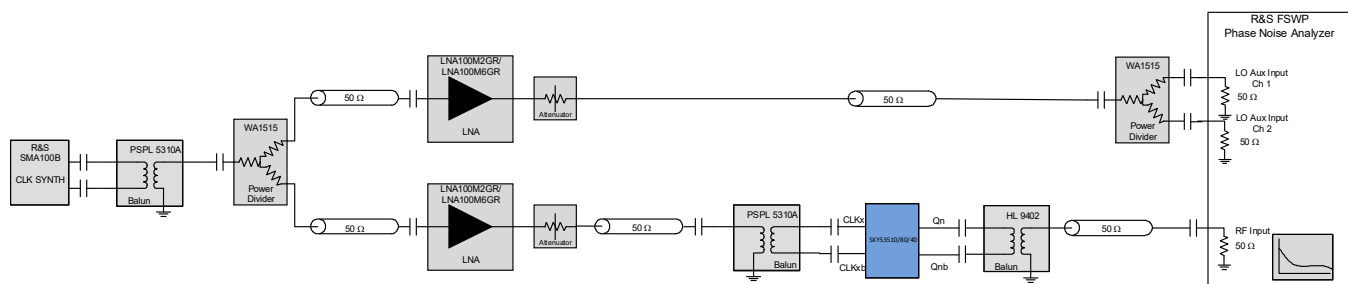 R&S FSWP
Phase Noise Analyzer
LNA100M2GR/
LNA100M6GR
LNA
50 Ω
Attenuator
50 Ω
WA1515
Power
Divider
LO Aux Input
Ch 1
50 Ω
LO Aux Input
Ch 2
50 Ω
R&S
SMA100B
CLK SYNTH
PSPL 5310A
Balun
WA1515
Power
Divider
50 Ω
LNA100M2GR/
LNA100M6GR
LNA
Attenuator
50 Ω
PSPL 5310A
Balun
CLKx
CLKxb
SKY53510/80/40
Qn
Qnb
HL 9402
Balun
50 Ω
RF Input
50 Ω